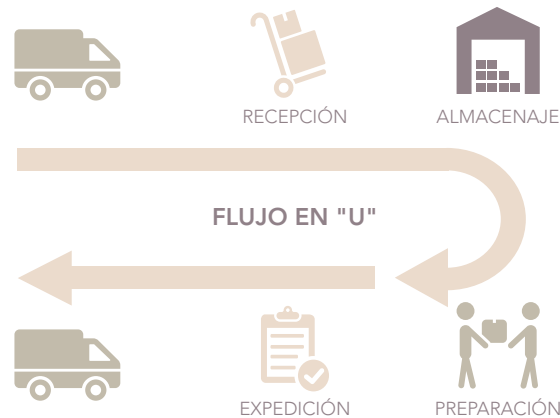 RECEPCIÓN
ALMACENAJE
FLUJO EN "U"
EXPEDICIÓN
PREPARACIÓN